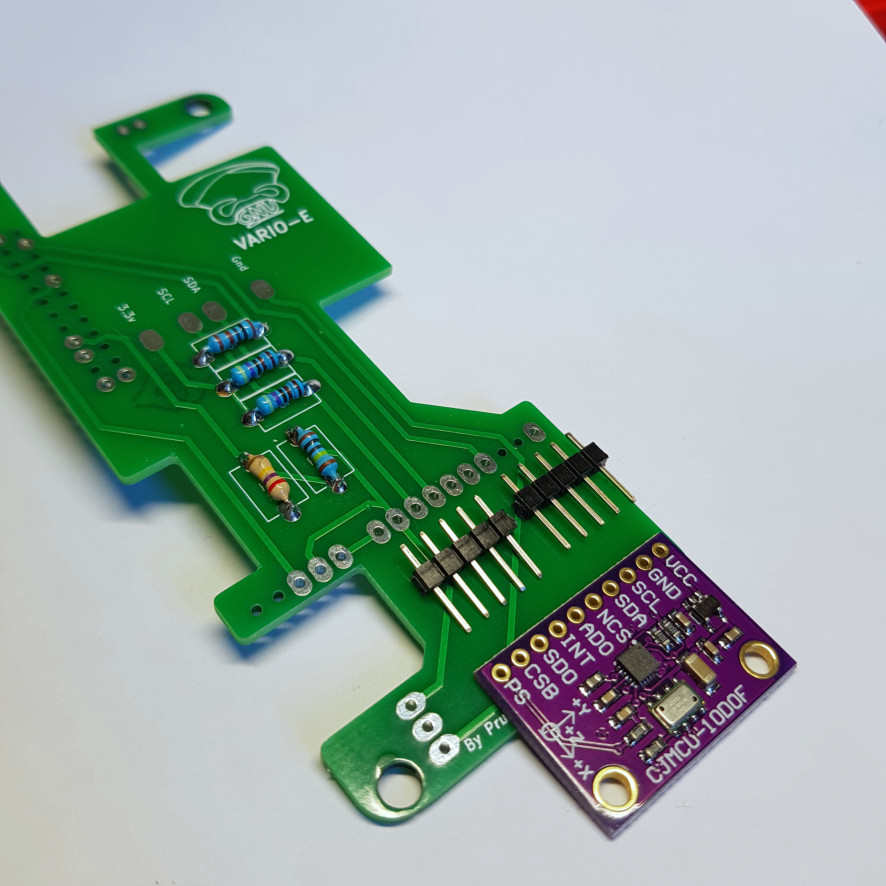 GWIL
VARIO-E
Gnd
SDA
SCL
3.3v
By Pru
VCC
GND
SCL
SDA
NCS
ADO
INT
SDO
CSB
PS
+Y
+Z
+X
CJMCU-10DOF